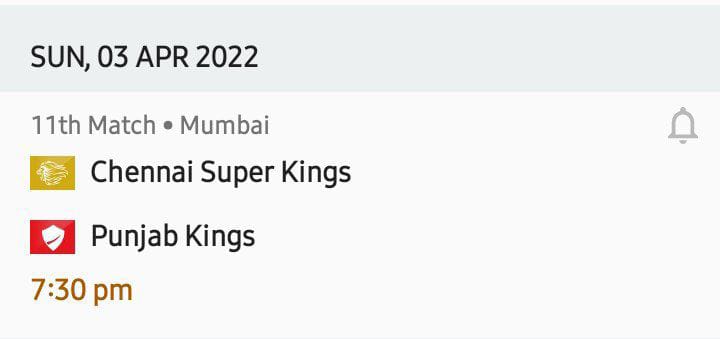 SUN, 03 APR 2022
11th Match • Mumbai
Chennai Super Kings
Punjab Kings
7:30 pm